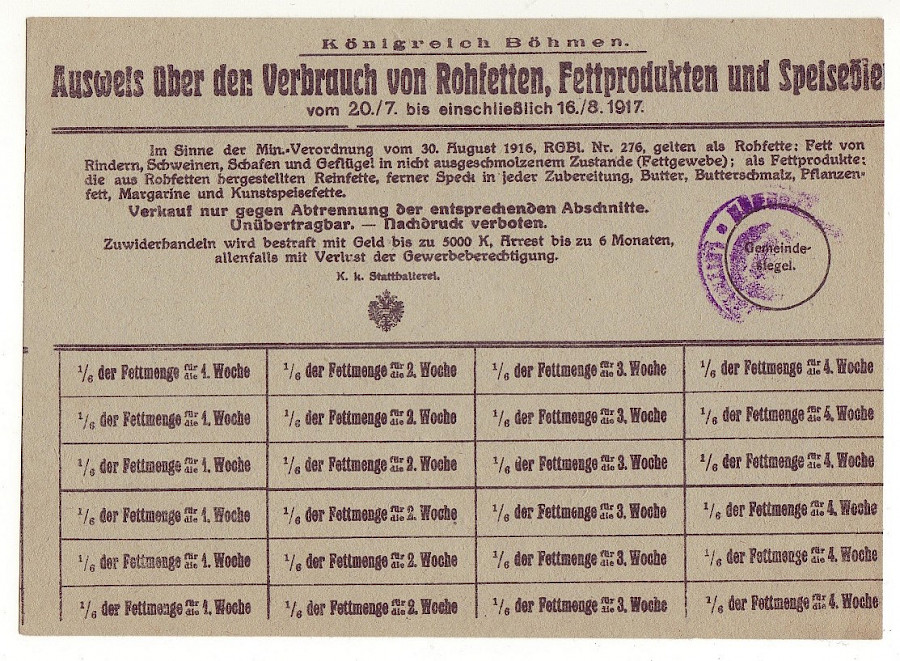 Königreich Böhmen.
Ausweis über den Verbrauch von Rohfetten, Fettprodukten und Speiseöle
vom 20./7. bis einschließlich 16./8. 1917.
Im Sinne der Min.-Verordnung vom 30. August 1916, RGBl. Nr. 276, gelten als Rohfette: Fett von
Rindern, Schweinen, Schafen und Geflügel in nicht ausgeschmolzenem Zustande (Fettgewebe); als Fettprodukte:
die aus Rohfetten hergestellten Reinfette, ferner Speck in jeder Zubereitung, Butter, Butterschmalz, Pflanzen-
fett, Margarine und Kunstspeisefette.
Verkauf nur gegen Abtrennung der entsprechenden Abschnitte.
Unübertragbar. — Nachdruck verboten.
Zuwiderhandeln wird bestraft mit Geld bis zu 5000 K, Arrest bis zu 6 Monaten,
allenfalls mit Verlust der Gewerbeberechtigung.
K. k. Statthalterei.
Gemeinde-
siegel.
1/6 der Fettmenge für die 1. Woche 1/6 der Fettmenge für die 2. Woche 1/6 der Fettmenge für die 3. Woche 1/6 der Fettmenge für die 4. Woche
1/6 der Fettmenge für die 1. Woche 1/6 der Fettmenge für die 2. Woche 1/6 der Fettmenge für die 3. Woche 1/6 der Fettmenge für die 4. Woche
1/6 der Fettmenge für die 1. Woche 1/6 der Fettmenge für die 2. Woche 1/6 der Fettmenge für die 3. Woche 1/6 der Fettmenge für die 4. Woche
1/6 der Fettmenge für die 1. Woche 1/6 der Fettmenge für die 2. Woche 1/6 der Fettmenge für die 3. Woche 1/6 der Fettmenge für die 4. Woche
1/6 der Fettmenge für die 1. Woche 1/6 der Fettmenge für die 2. Woche 1/6 der Fettmenge für die 3. Woche 1/6 der Fettmenge für die 4. Woche
1/6 der Fettmenge für die 1. Woche 1/6 der Fettmenge für die 2. Woche 1/6 der Fettmenge für die 3. Woche 1/6 der Fettmenge für die 4. Woche